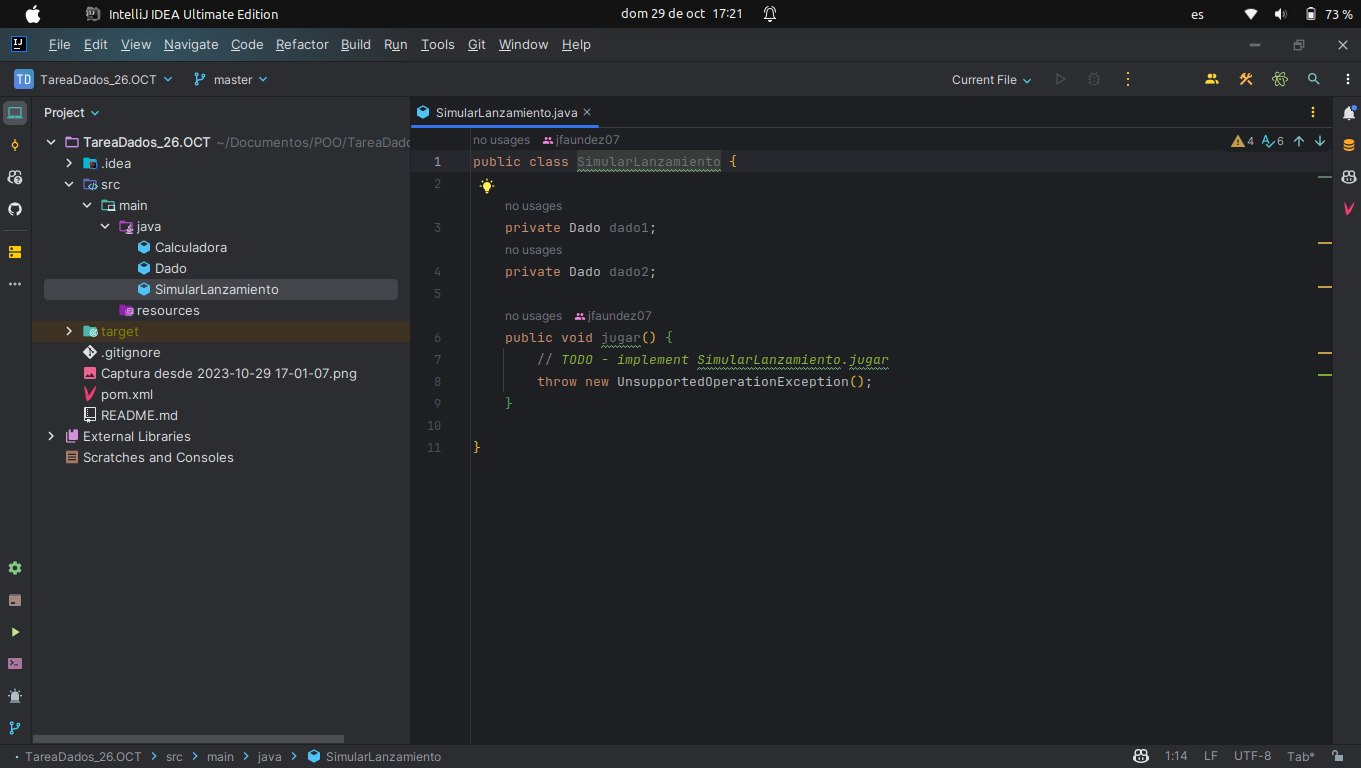 IntelliJ IDEA Ultimate Edition
dom 29 de oct 17:21
es
73 %
IJ
File Edit View Navigate Code Refactor Build Run Tools Git Window Help
TD TareaDados_26.OCT master
Current File
Project
TareaDados_26.OCT ~/Documentos/POO/TareaDado
.idea
src
main
java
Calculadora
Dado
SimularLanzamiento
resources
target
.gitignore
Captura desde 2023-10-29 17-01-07.png
pom.xml
README.md
External Libraries
Scratches and Consoles
SimularLanzamiento.java
no usages jfaundez07
4 6
1 public class SimularLanzamiento {
2
no usages
3 private Dado dado1;
no usages
4 private Dado dado2;
5
no usages jfaundez07
6 public void jugar() {
7 // TODO - implement SimularLanzamiento.jugar
8 throw new UnsupportedOperationException();
9 }
10
11 }
TareaDados_26.OCT src main java SimularLanzamiento
1:14 LF UTF-8 Tab*